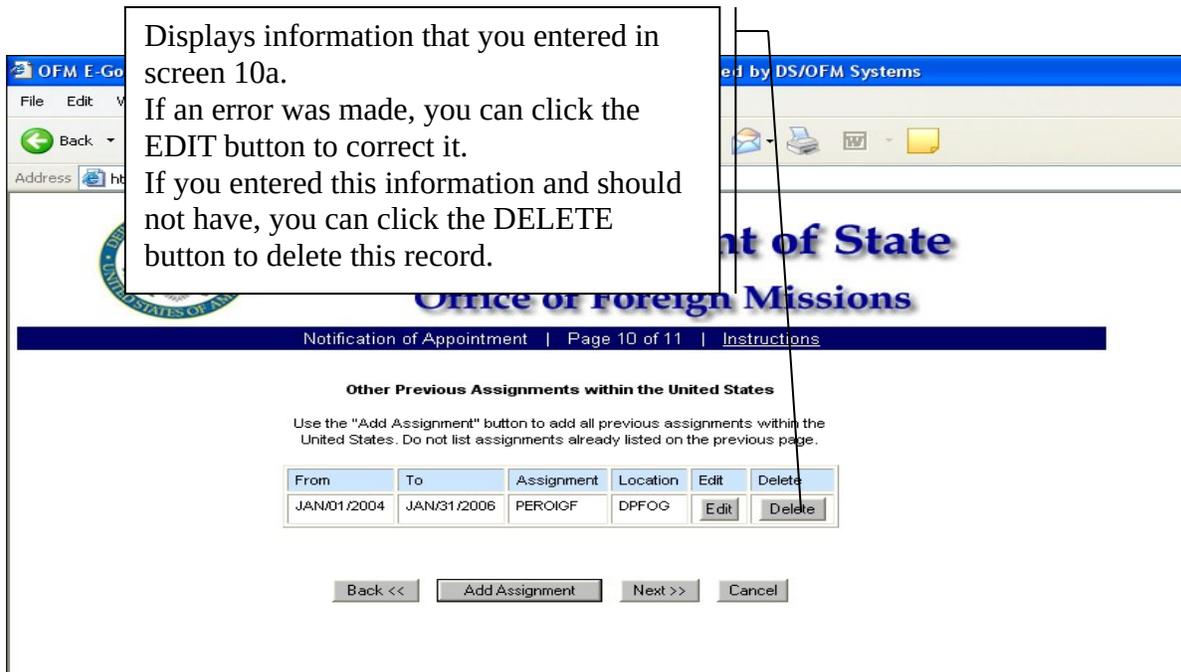 Displays information that you entered in
screen 10a.
If an error was made, you can click the
EDIT button to correct it.
If you entered this information and should
not have, you can click the DELETE
button to delete this record.
OFM E-Go
ed by DS/OFM Systems
File Edit
Back
Address
nt of State
Office of Foreign Missions
UNITED STATES OF
Notification of Appointment | Page 10 of 11 | Instructions
Other Previous Assignments within the United States
Use the "Add Assignment" button to add all previous assignments within the
United States. Do not list assignments already listed on the previous page.
From To Assignment Location Edit Delete
JAN/01/2004 JAN/31/2006 PEROIGF DPFOG Edit Delete
Back << Add Assignment Next >> Cancel